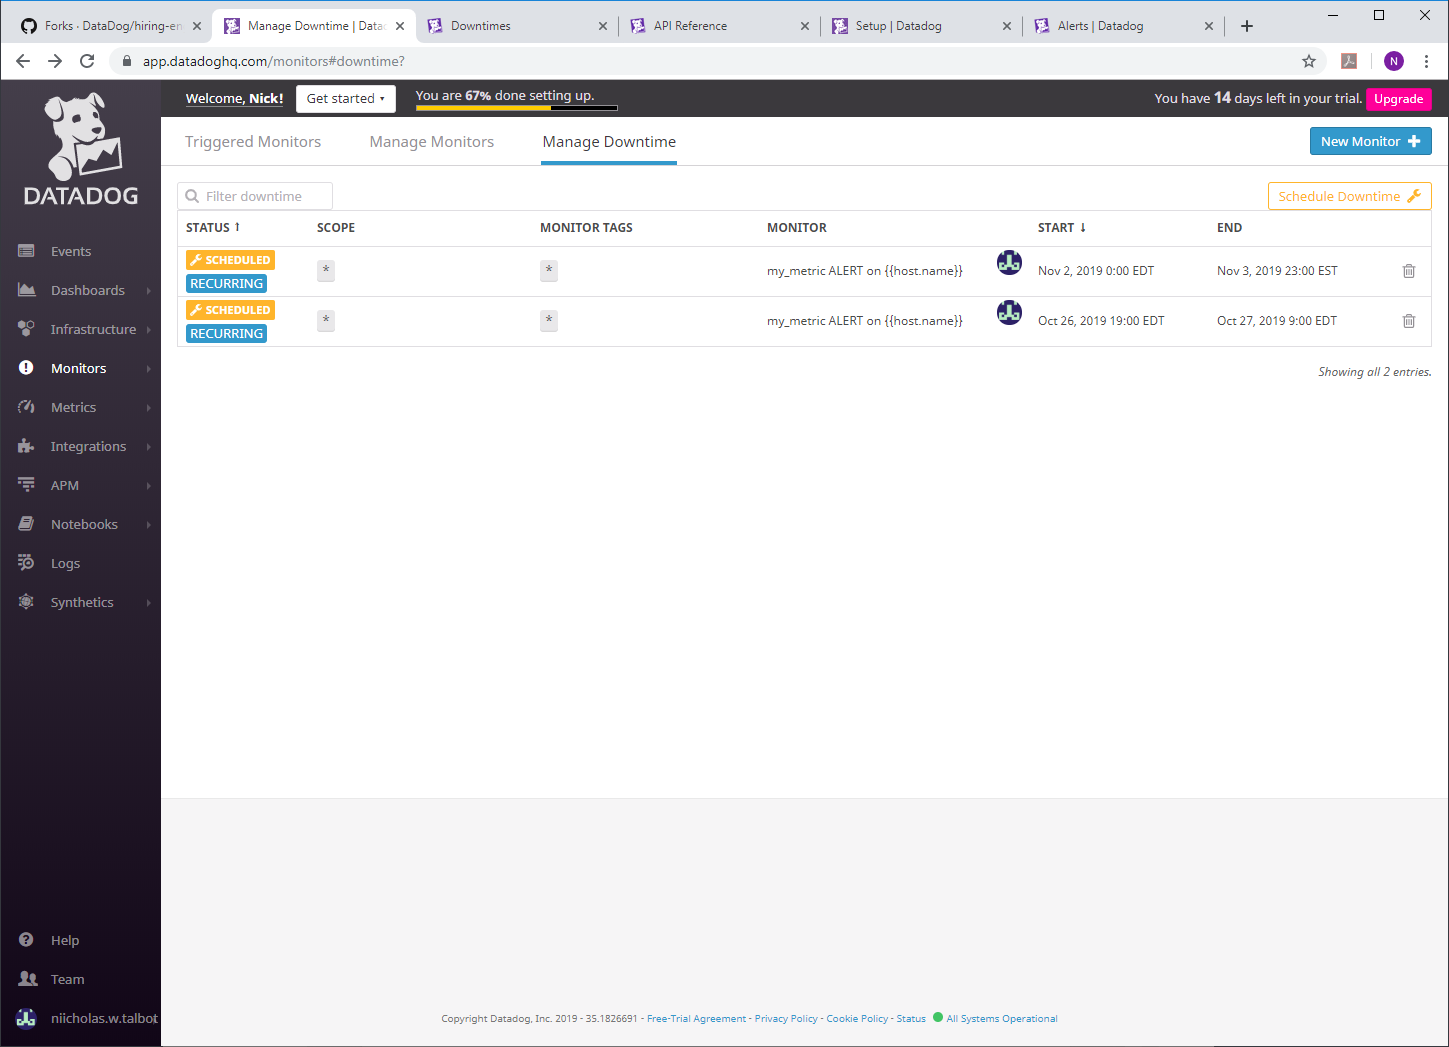 Forks · DataDog/hiring-en
Manage Downtime | Datad
Downtimes
API Reference
Setup | Datadog
Alerts | Datadog
app.datadoghq.com/monitors#downtime?
N
DATADOG
Welcome, Nick!
Get started
You are 67% done setting up.
You have 14 days left in your trial.
Upgrade
Triggered Monitors
Manage Monitors
Manage Downtime
New Monitor
Filter downtime
Schedule Downtime
STATUS ↑ SCOPE MONITOR TAGS MONITOR START ↓ END
SCHEDULED
RECURRING
* * my_metric ALERT on {{host.name}} Nov 2, 2019 0:00 EDT Nov 3, 2019 23:00 EST
SCHEDULED
RECURRING
* * my_metric ALERT on {{host.name}} Oct 26, 2019 19:00 EDT Oct 27, 2019 9:00 EDT
Showing all 2 entries.
Events
Dashboards
Infrastructure
Monitors
Metrics
Integrations
APM
Notebooks
Logs
Synthetics
Help
Team
niicholas.w.talbot
Copyright Datadog, Inc. 2019 - 35.1826691 - Free-Trial Agreement - Privacy Policy - Cookie Policy - Status All Systems Operational